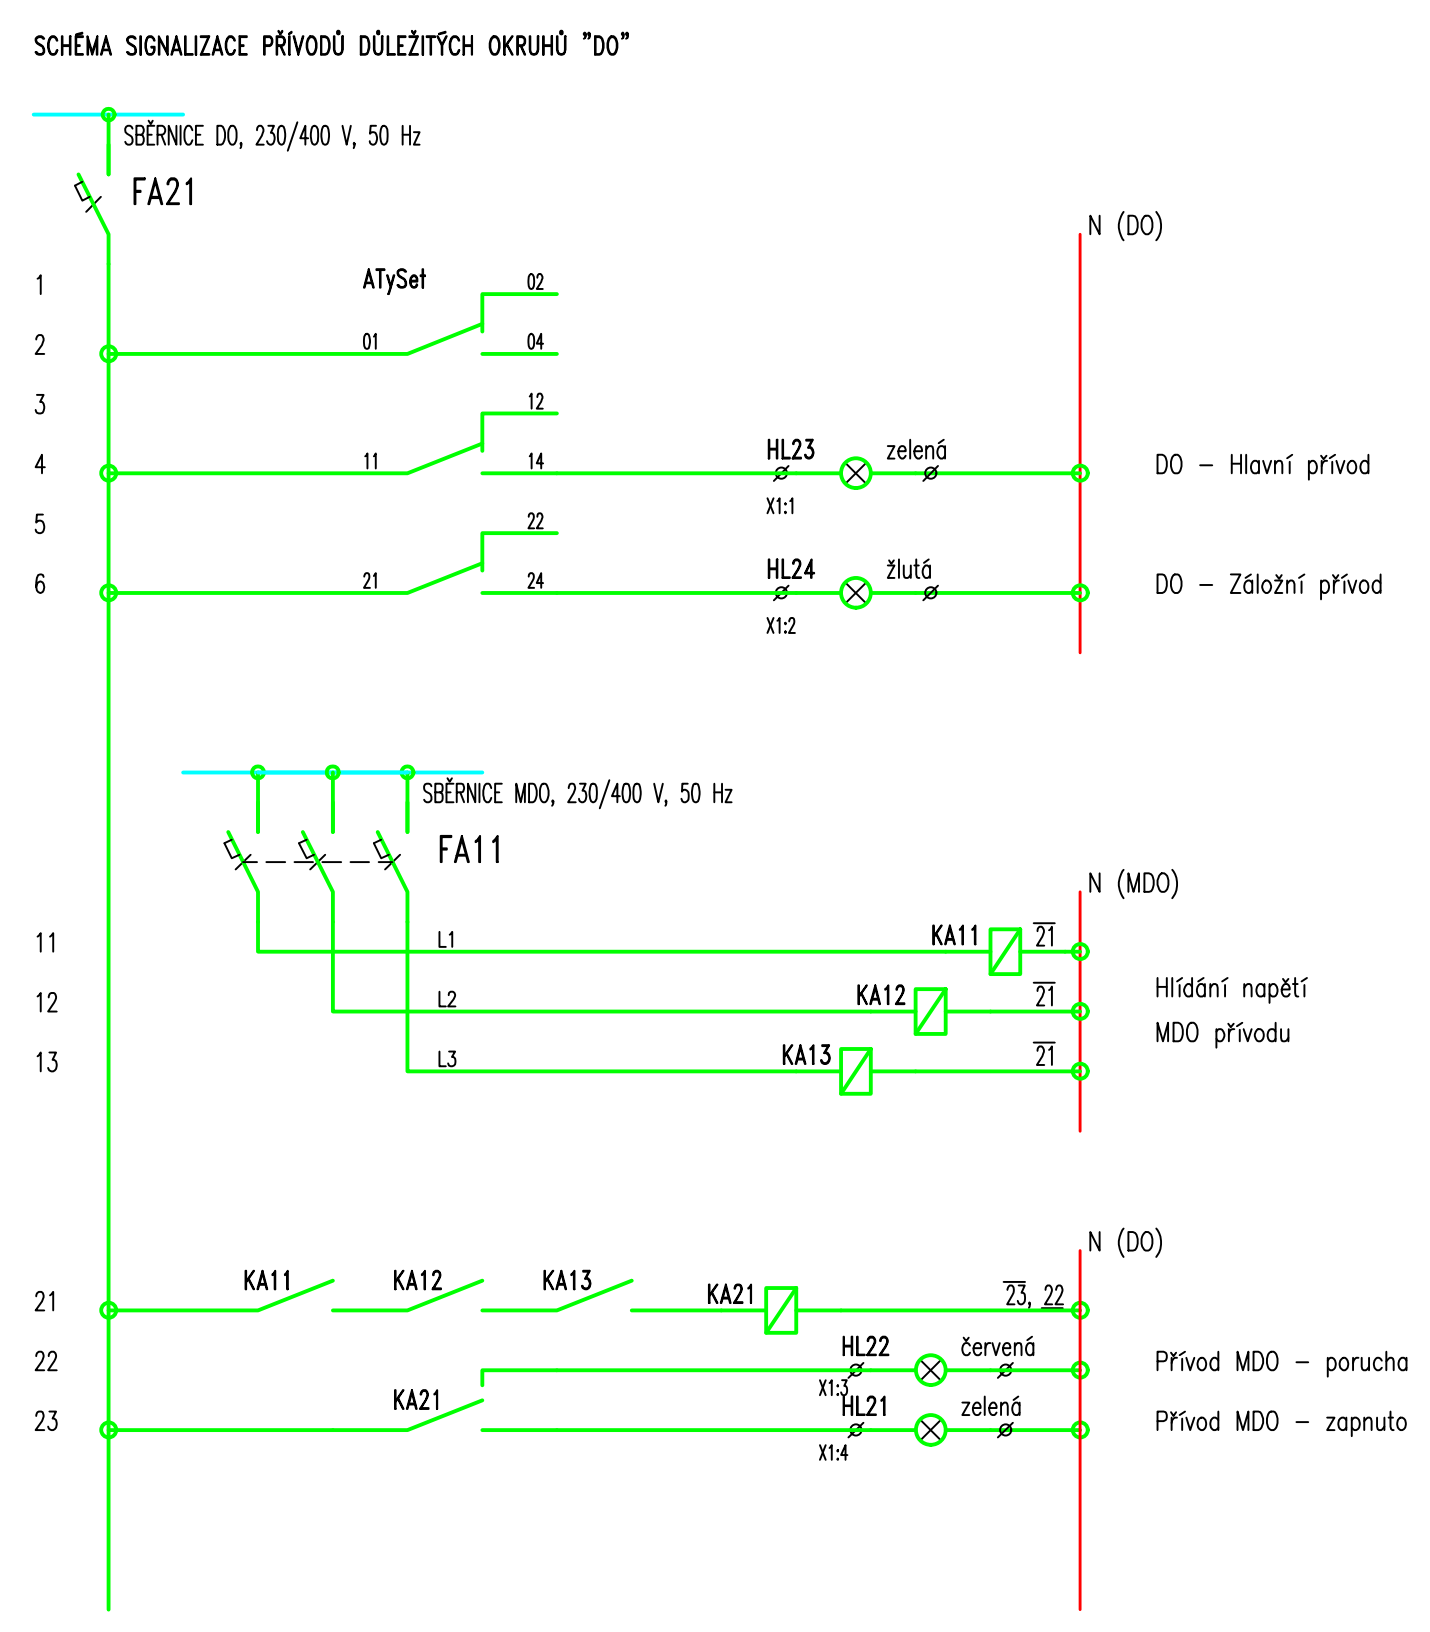 SCHÉMA SIGNALIZACE PŘÍVODŮ DŮLEŽITÝCH OKRUHŮ "DO"
SBĚRNICE DO, 230/400 V, 50 Hz
FA21
N (DO)
1
ATySet
02
2
01
04
3
12
4
11
14
HL23
zelená
DO – Hlavní přívod
X1:1
5
22
6
21
24
HL24
žlutá
DO – Záložní přívod
X1:2
SBĚRNICE MDO, 230/400 V, 50 Hz
FA11
N (MDO)
11
L1
KA11
21
12
L2
KA12
21
Hlídání napětí
MDO přívodu
13
L3
KA13
21
N (DO)
21
KA11
KA12
KA13
KA21
23, 22
22
HL22
červená
Přívod MDO – porucha
X1:3
23
KA21
HL21
zelená
Přívod MDO – zapnuto
X1:4